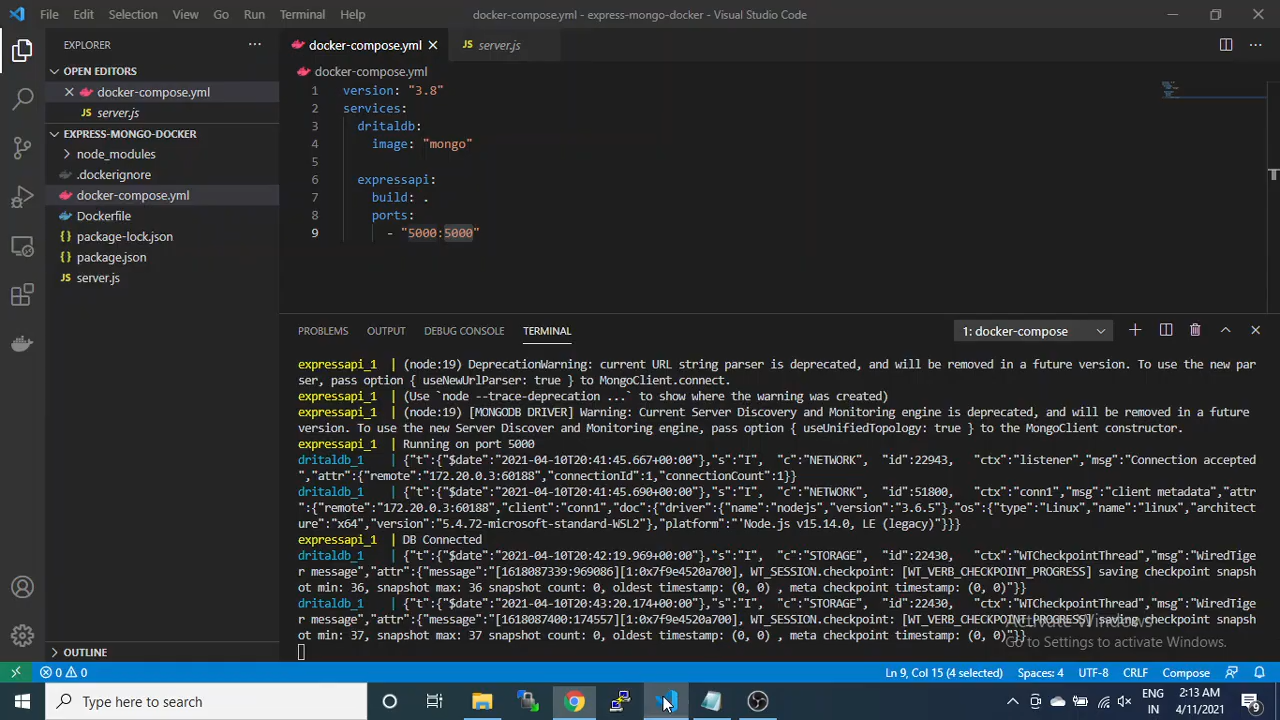 File Edit Selection View Go Run Terminal Help docker-compose.yml - express-mongo-docker - Visual Studio Code
EXPLORER
docker-compose.yml
server.js
OPEN EDITORS
docker-compose.yml
docker-compose.yml
server.js
EXPRESS-MONGO-DOCKER
node_modules
.dockerignore
docker-compose.yml
Dockerfile
package-lock.json
package.json
server.js
OUTLINE
1 version: "3.8"
2 services:
3 dritaldb:
4 image: "mongo"
5
6 expressapi:
7 build: .
8 ports:
9 - "5000:5000"
PROBLEMS OUTPUT DEBUG CONSOLE TERMINAL 1: docker-compose
expressapi_1 | (node:19) DeprecationWarning: current URL string parser is deprecated, and will be removed in a future version. To use the new par
ser, pass option { useNewUrlParser: true } to MongoClient.connect.
expressapi_1 | (Use `node --trace-deprecation ...` to show where the warning was created)
expressapi_1 | (node:19) [MONGODB DRIVER] Warning: Current Server Discovery and Monitoring engine is deprecated, and will be removed in a future
version. To use the new Server Discover and Monitoring engine, pass option { useUnifiedTopology: true } to the MongoClient constructor.
expressapi_1 | Running on port 5000
dritaldb_1 | {"t":{"$date":"2021-04-10T20:41:45.667+00:00"},"s":"I", "c":"NETWORK", "id":22943, "ctx":"listener","msg":"Connection accepted"
,"attr":{"remote":"172.20.0.3:60188","connectionId":1,"connectionCount":1}}
dritaldb_1 | {"t":{"$date":"2021-04-10T20:41:45.690+00:00"},"s":"I", "c":"NETWORK", "id":51800, "ctx":"conn1","msg":"client metadata","attr
":{"remote":"172.20.0.3:60188","client":"conn1","doc":{"driver":{"name":"nodejs","version":"3.6.5"},"os":{"type":"Linux","name":"linux","architect
ure":"x64","version":"5.4.72-microsoft-standard-WSL2"},"platform":"'Node.js v15.14.0, LE (legacy)"}}}
expressapi_1 | DB Connected
dritaldb_1 | {"t":{"$date":"2021-04-10T20:42:19.969+00:00"},"s":"I", "c":"STORAGE", "id":22430, "ctx":"WTCheckpointThread","msg":"WiredTige
r message","attr":{"message":"[1618087339:969086][1:0x7f9e4520a700], WT_SESSION.checkpoint: [WT_VERB_CHECKPOINT_PROGRESS] saving checkpoint snapsh
ot min: 36, snapshot max: 36 snapshot count: 0, oldest timestamp: (0, 0) , meta checkpoint timestamp: (0, 0)"}}
dritaldb_1 | {"t":{"$date":"2021-04-10T20:43:20.174+00:00"},"s":"I", "c":"STORAGE", "id":22430, "ctx":"WTCheckpointThread","msg":"WiredTige
r message","attr":{"message":"[1618087400:174557][1:0x7f9e4520a700], WT_SESSION.checkpoint: [WT_VERB_CHECKPOINT_PROGRESS] saving checkpoint snapsh
ot min: 37, snapshot max: 37 snapshot count: 0, oldest timestamp: (0, 0) , meta checkpoint timestamp: (0, 0)"}}
Activate Windows
Go to Settings to activate Windows.
0 0 Ln 9, Col 15 (4 selected) Spaces: 4 UTF-8 CRLF Compose
Type here to search
ENG
IN
2:13 AM
4/11/2021
9